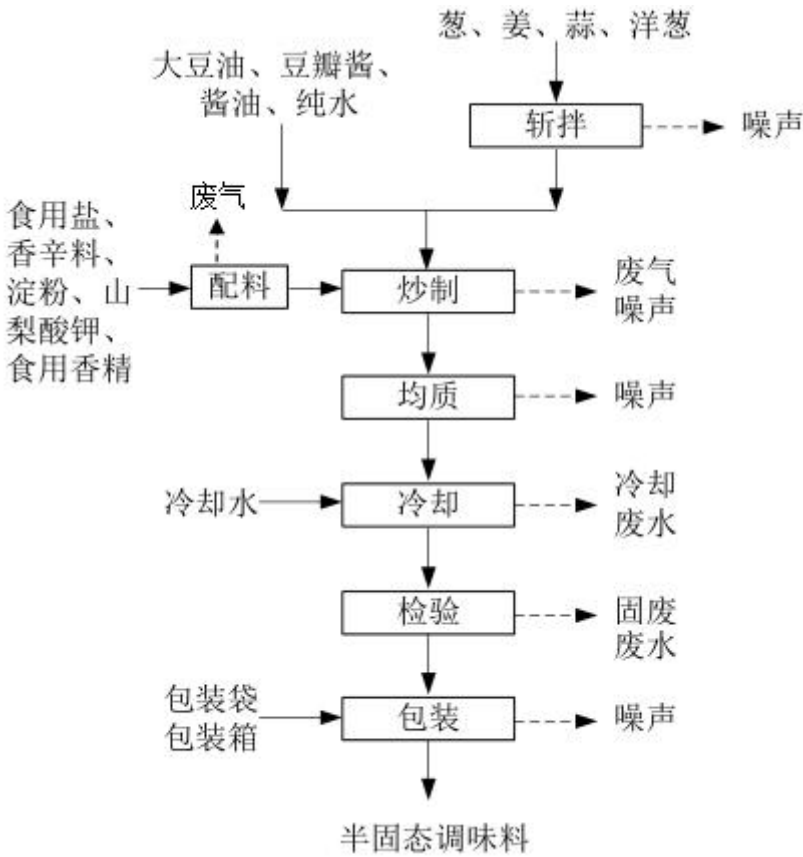 葱、姜、蒜、洋葱
大豆油、豆瓣酱、
酱油、纯水
斩拌
噪声
废气
食用盐、
香辛料、
淀粉、山
梨酸钾、
食用香精
配料
炒制
废气
噪声
均质
噪声
冷却水
冷却
冷却
废水
检验
固废
废水
包装袋
包装箱
包装
噪声
半固态调味料